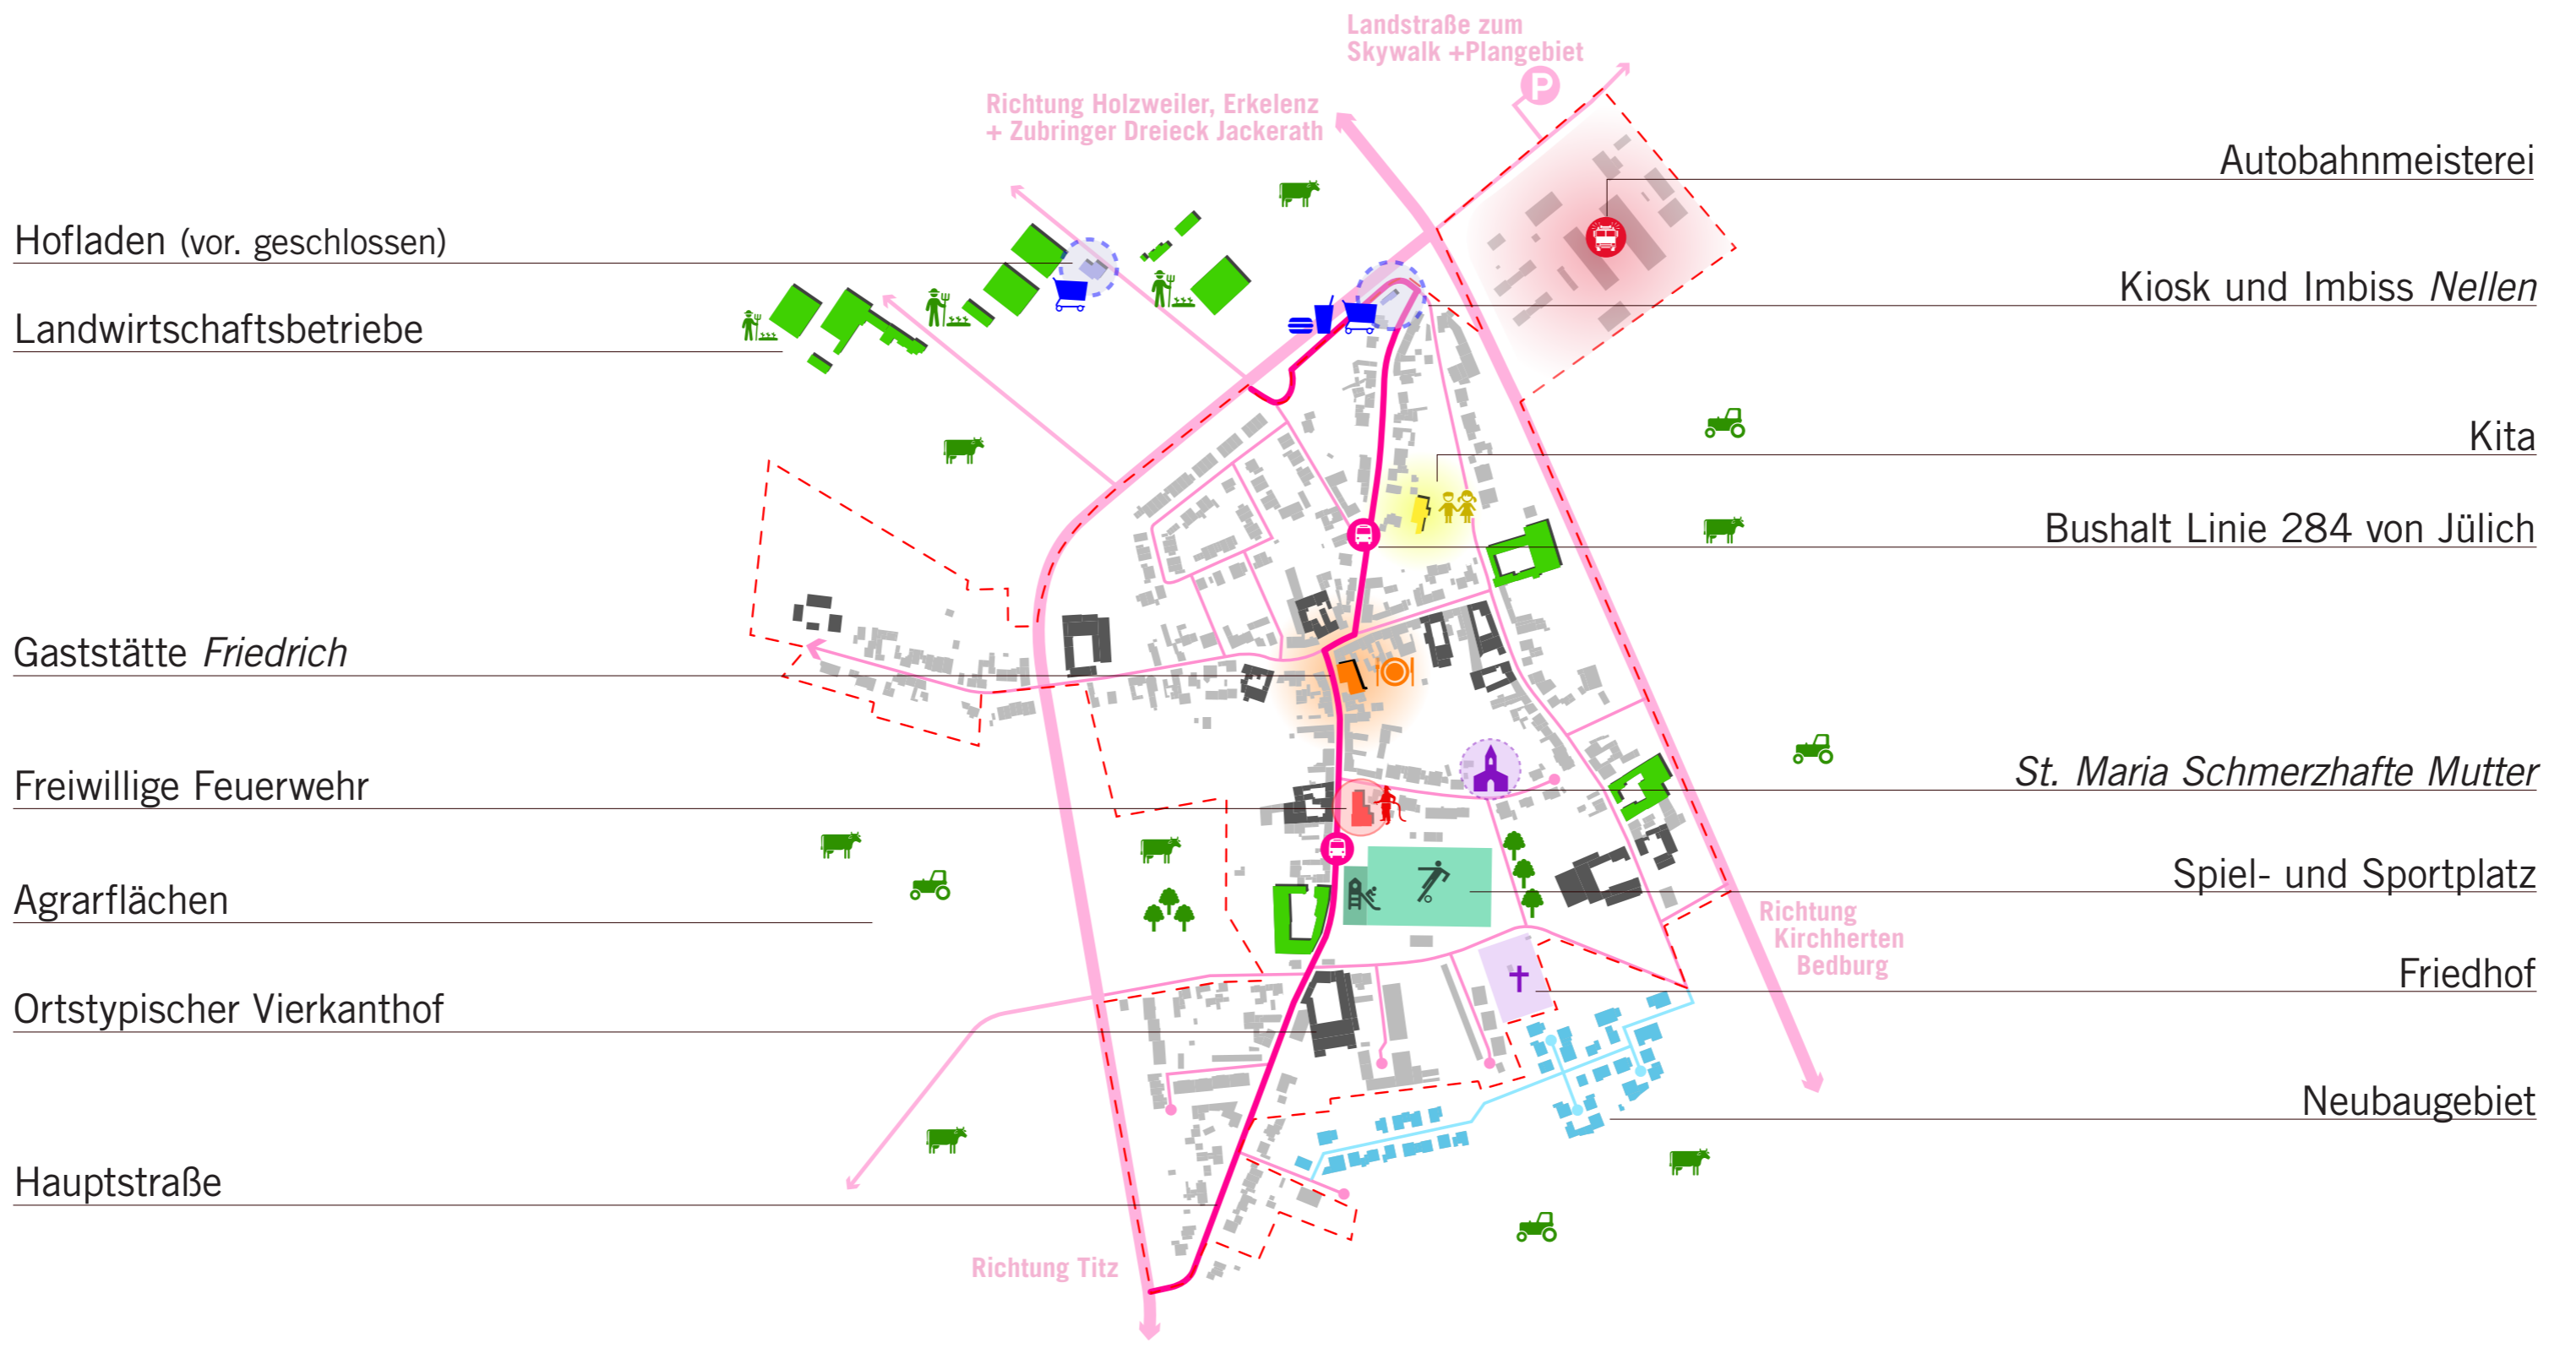 Landstraße zum
Skywalk +Plangebiet
P
Richtung Holzweiler, Erkelenz
+ Zubringer Dreieck Jackerath
Autobahnmeisterei
Hofladen (vor. geschlossen)
Kiosk und Imbiss Nellen
Landwirtschaftsbetriebe
Kita
Bushalt Linie 284 von Jülich
Gaststätte Friedrich
St. Maria Schmerzhafte Mutter
Freiwillige Feuerwehr
Spiel- und Sportplatz
Agrarflächen
Richtung
Kirchherten
Bedburg
Friedhof
Ortstypischer Vierkanthof
Neubaugebiet
Hauptstraße
Richtung Titz